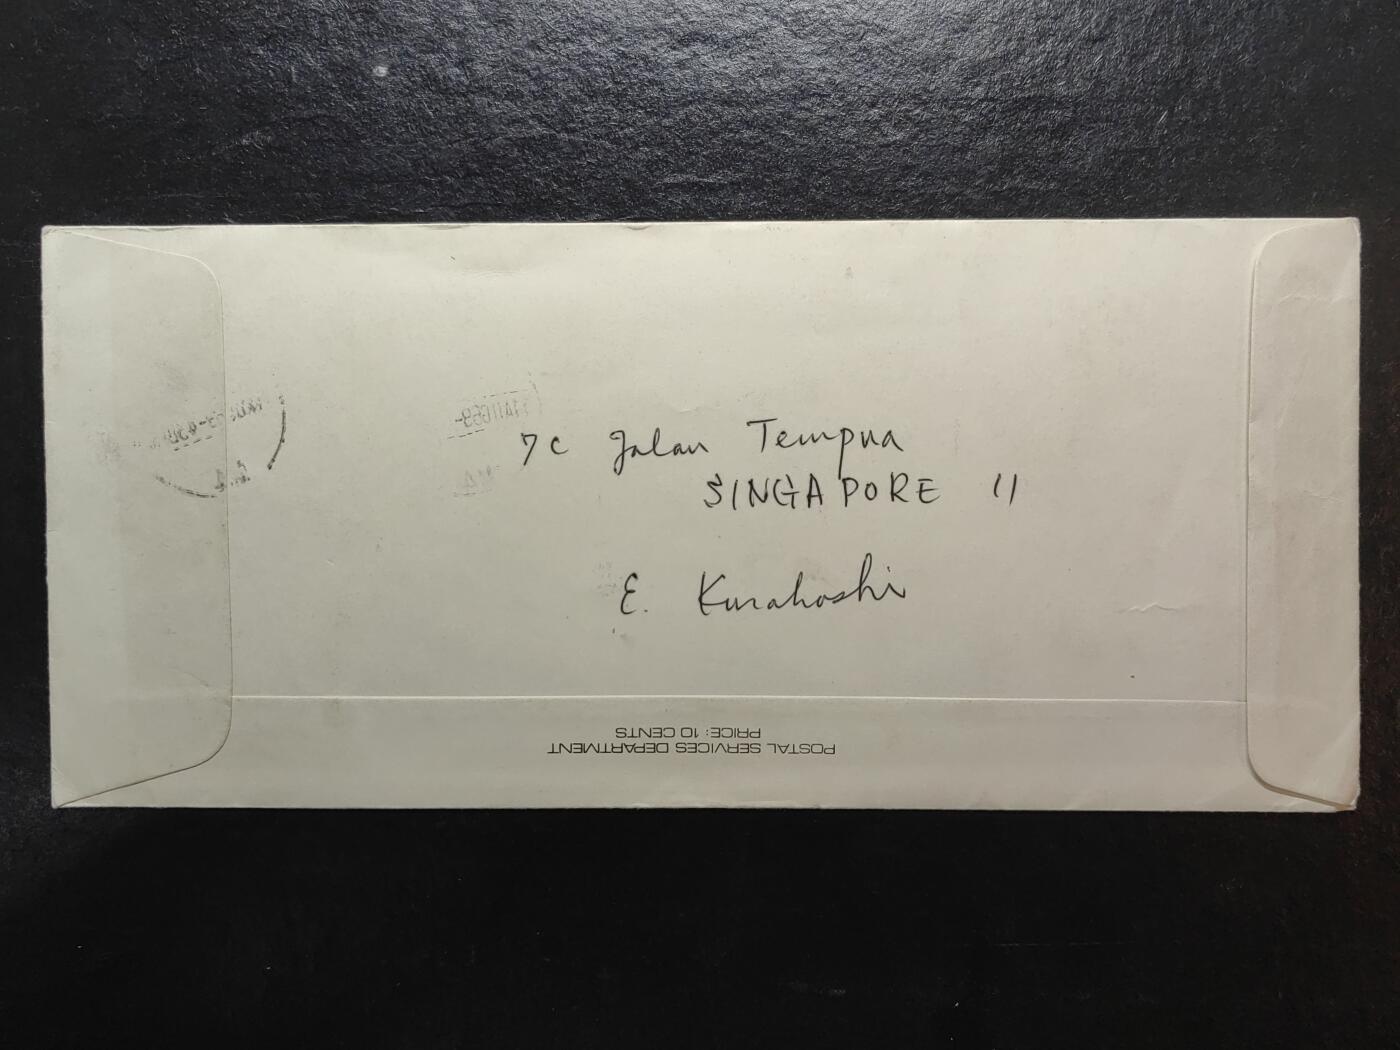 7c Jalan Tempua
SINGAPORE 11
E. Kurahashi
POSTAL SERVICES DEPARTMENT
PRICE: 10 CENTS